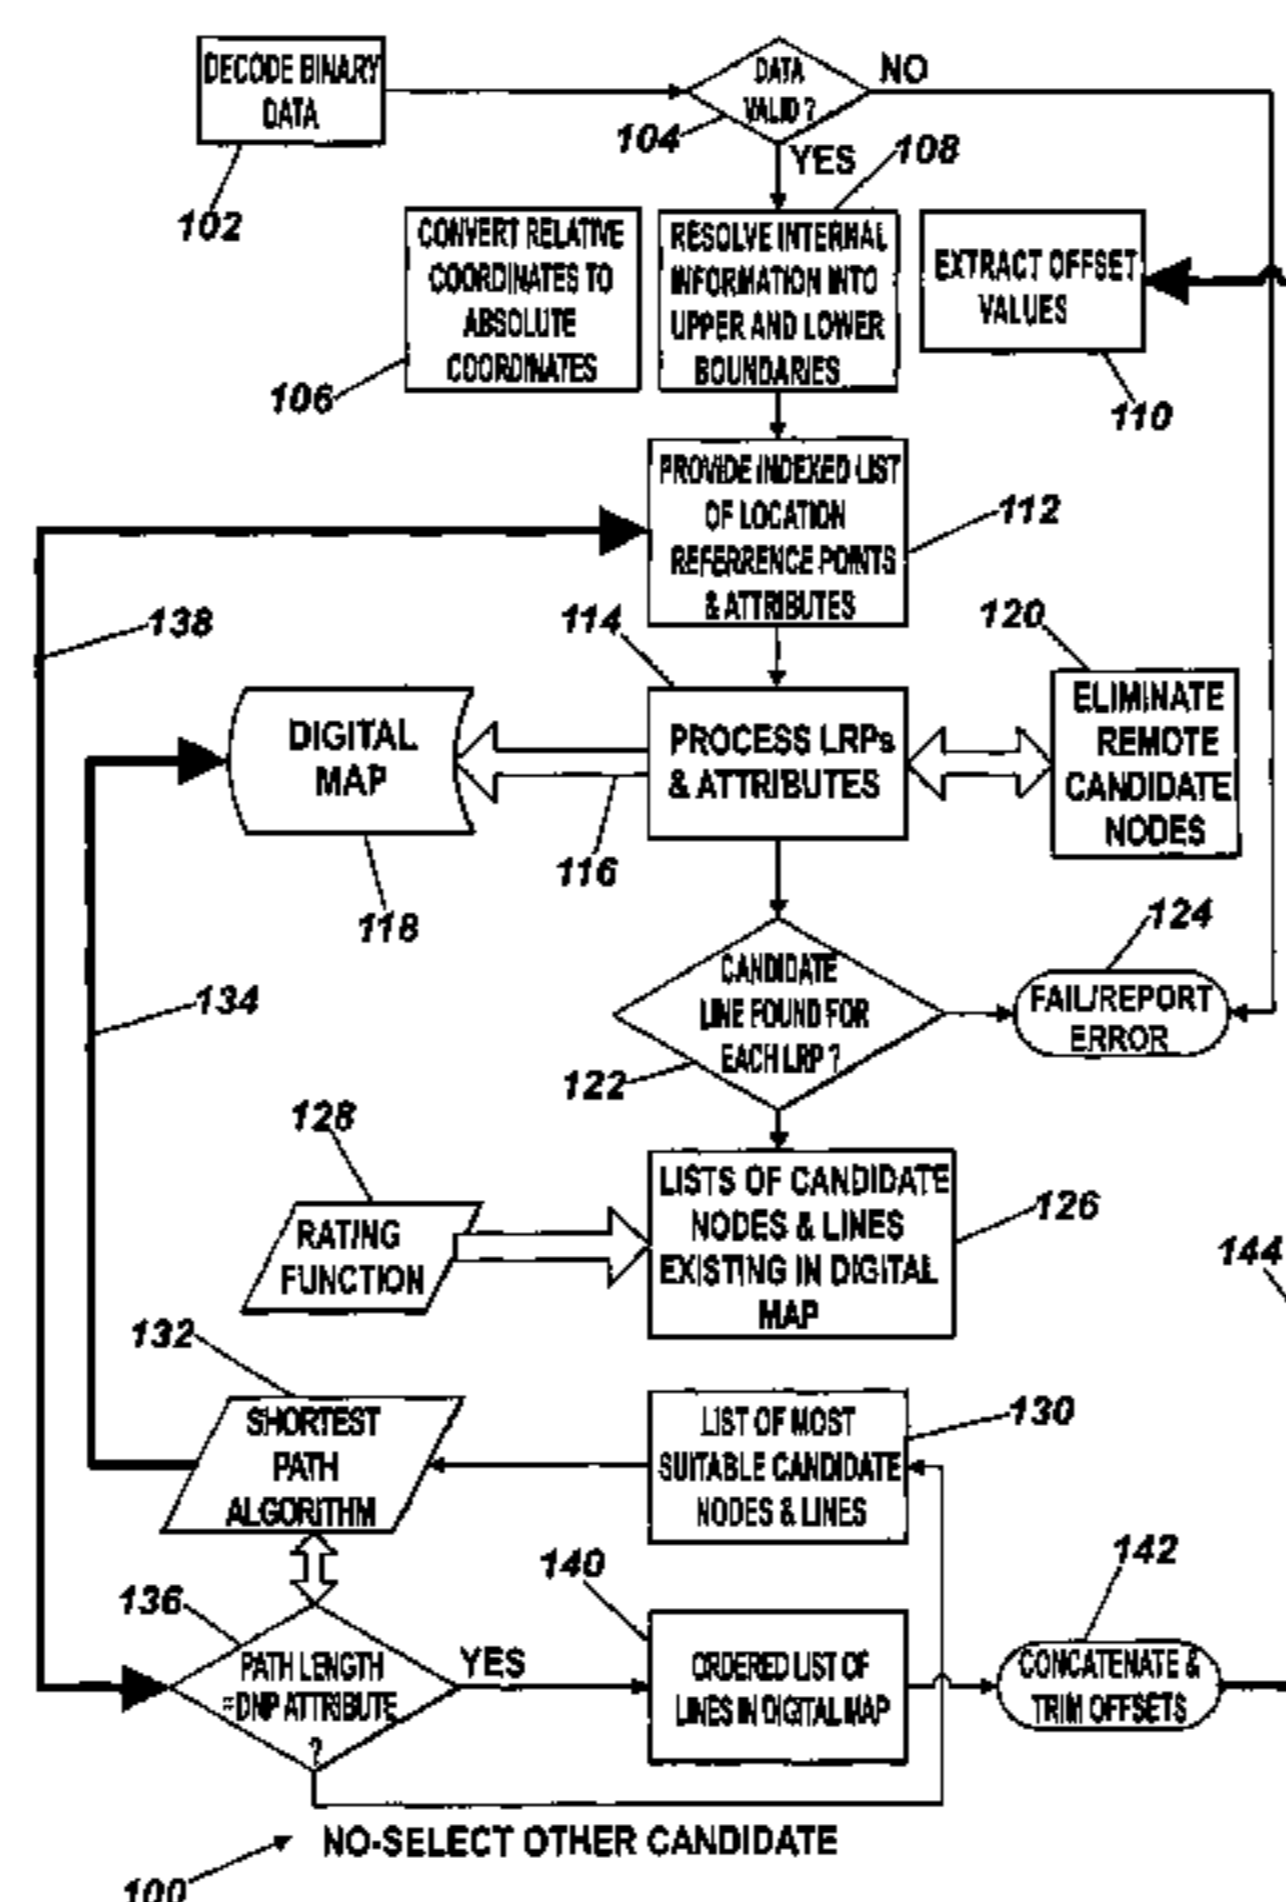 DECODE BINARY
DATA
102
DATA
VALID ?
104
NO
YES
108
CONVERT RELATIVE
COORDINATES TO
ABSOLUTE
COORDINATES
106
RESOLVE INTERNAL
INFORMATION INTO
UPPER AND LOWER
BOUNDARIES
EXTRACT OFFSET
VALUES
110
PROVIDE INDEXED LIST
OF LOCATION
REFERRENCE POINTS
& ATTRIBUTES
112
138
114
120
DIGITAL
MAP
118
PROCESS LRPs
& ATTRIBUTES
116
ELIMINATE
REMOTE
CANDIDATE
NODES
134
CANDIDATE
LINE FOUND FOR
EACH LRP ?
122
124
FAIL/REPORT
ERROR
128
RATING
FUNCTION
LISTS OF CANDIDATE
NODES & LINES
EXISTING IN DIGITAL
MAP
126
144
132
SHORTEST
PATH
ALGORITHM
LIST OF MOST
SUITABLE CANDIDATE
NODES & LINES
130
136
PATH LENGTH
=DNP ATTRIBUTE
?
YES
140
ORDERED LIST OF
LINES IN DIGITAL MAP
142
CONCATENATE &
TRIM OFFSETS
NO-SELECT OTHER CANDIDATE
100